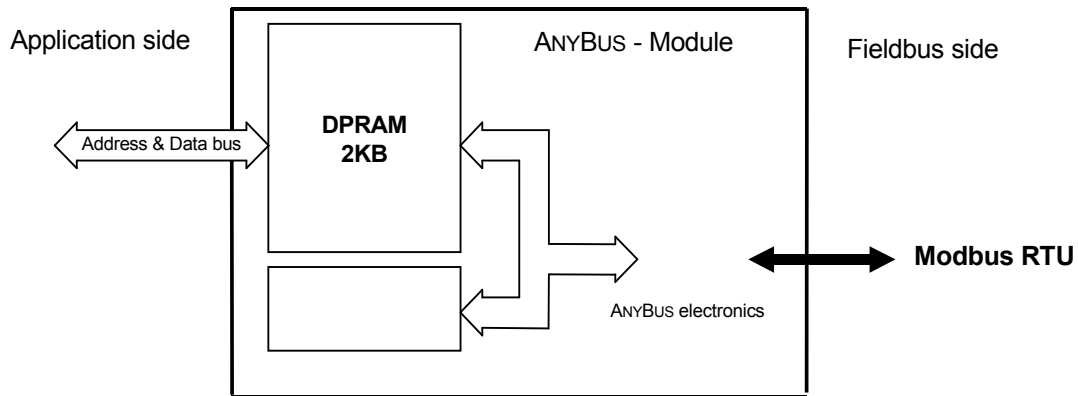 Application side
ANYBUS - Module
Fieldbus side
Address & Data bus
DPRAM
2KB
Modbus RTU
ANYBUS electronics